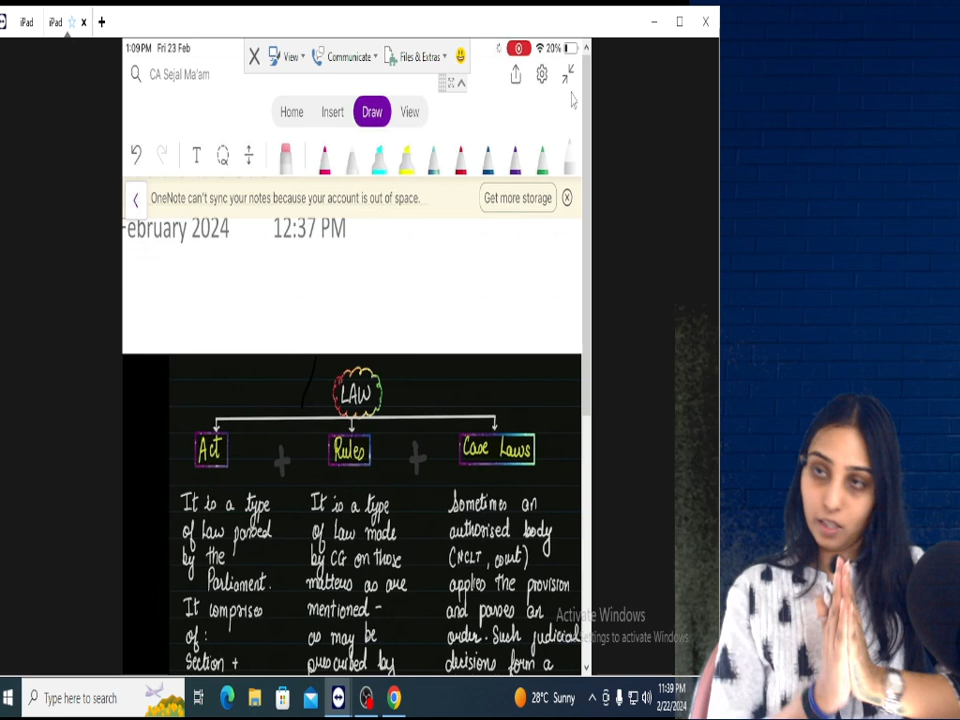 iPad
iPad
1:09PM Fri 23 Feb
View
Communicate
Files & Extras
20%
CA Sejal Ma'am
Home
Insert
Draw
View
T
OneNote can't sync your notes because your account is out of space.
Get more storage
February 2024 12:37 PM
LAW
Act + Rules + Case Laws
It is a type
of Law passed
by the
Parliament.
It comprises
of:
Section +
It is a type
of Law made
by CG on those
matters as are
mentioned -
as may be
prescribed by
Sometimes an
authorised body
(NCLT, court)
applies the provision
and passes an
order. Such judicial
decisions form a
Activate Windows
ettings to activate Windows.
Type here to search
28°C Sunny
11:39 PM
2/22/2024